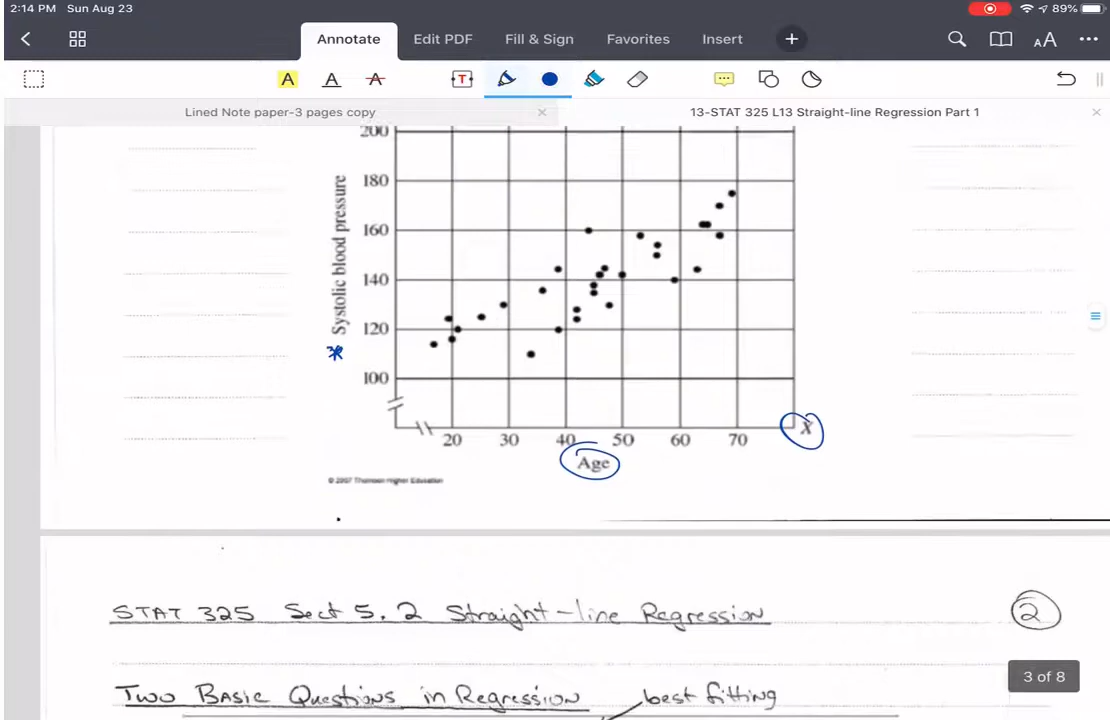 2:14 PM Sun Aug 23 89%
Annotate Edit PDF Fill & Sign Favorites Insert + AA
A A A T
Lined Note paper-3 pages copy × 13-STAT 325 L13 Straight-line Regression Part 1 ×
200
180
160
140
120
100
Systolic blood pressure
*
20 30 40 50 60 70 X
Age
© 2007 Thomson Higher Education
STAT 325 Sect 5.2 Straight-line Regression 2
3 of 8
Two Basic Questions in Regression best fitting